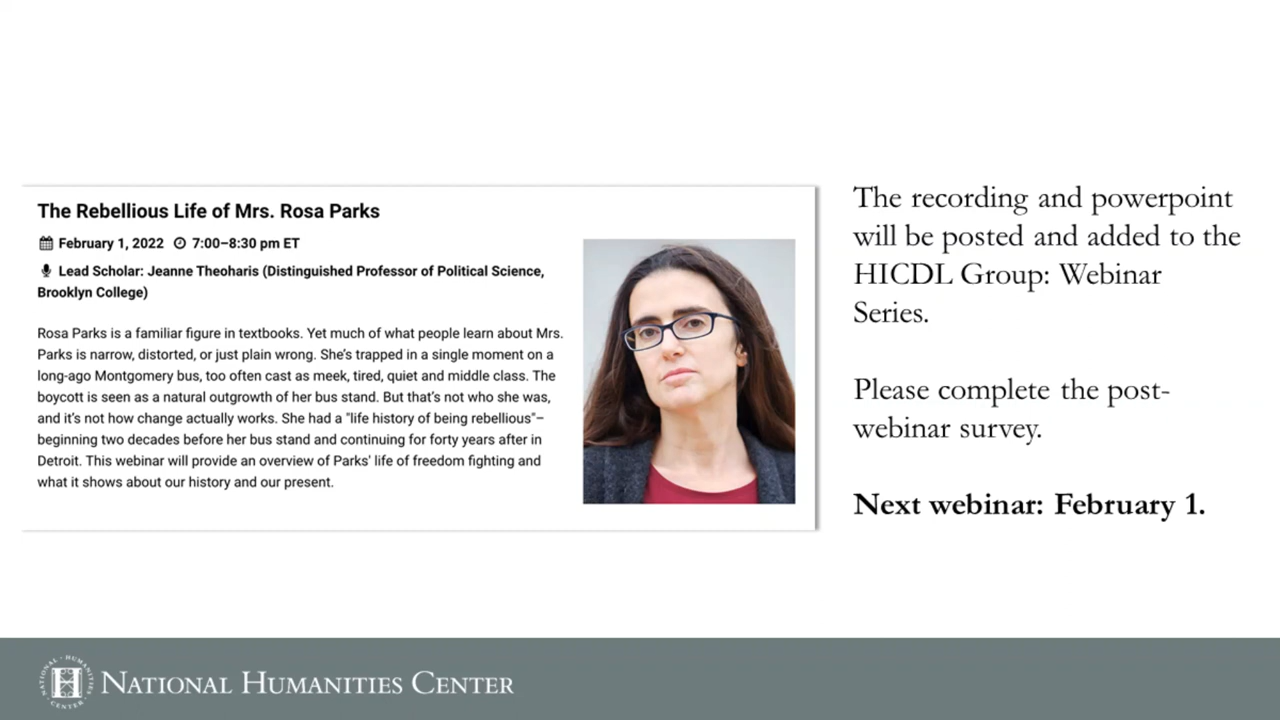 The Rebellious Life of Mrs. Rosa Parks
February 1, 2022 7:00–8:30 pm ET
Lead Scholar: Jeanne Theoharis (Distinguished Professor of Political Science,
Brooklyn College)
Rosa Parks is a familiar figure in textbooks. Yet much of what people learn about Mrs.
Parks is narrow, distorted, or just plain wrong. She’s trapped in a single moment on a
long-ago Montgomery bus, too often cast as meek, tired, quiet and middle class. The
boycott is seen as a natural outgrowth of her bus stand. But that’s not who she was,
and it’s not how change actually works. She had a "life history of being rebellious"–
beginning two decades before her bus stand and continuing for forty years after in
Detroit. This webinar will provide an overview of Parks’ life of freedom fighting and
what it shows about our history and our present.
The recording and powerpoint
will be posted and added to the
HICDL Group: Webinar
Series.
Please complete the post-
webinar survey.
Next webinar: February 1.
NATIONAL · HUMANITIES · CENTER ·
NATIONAL HUMANITIES CENTER